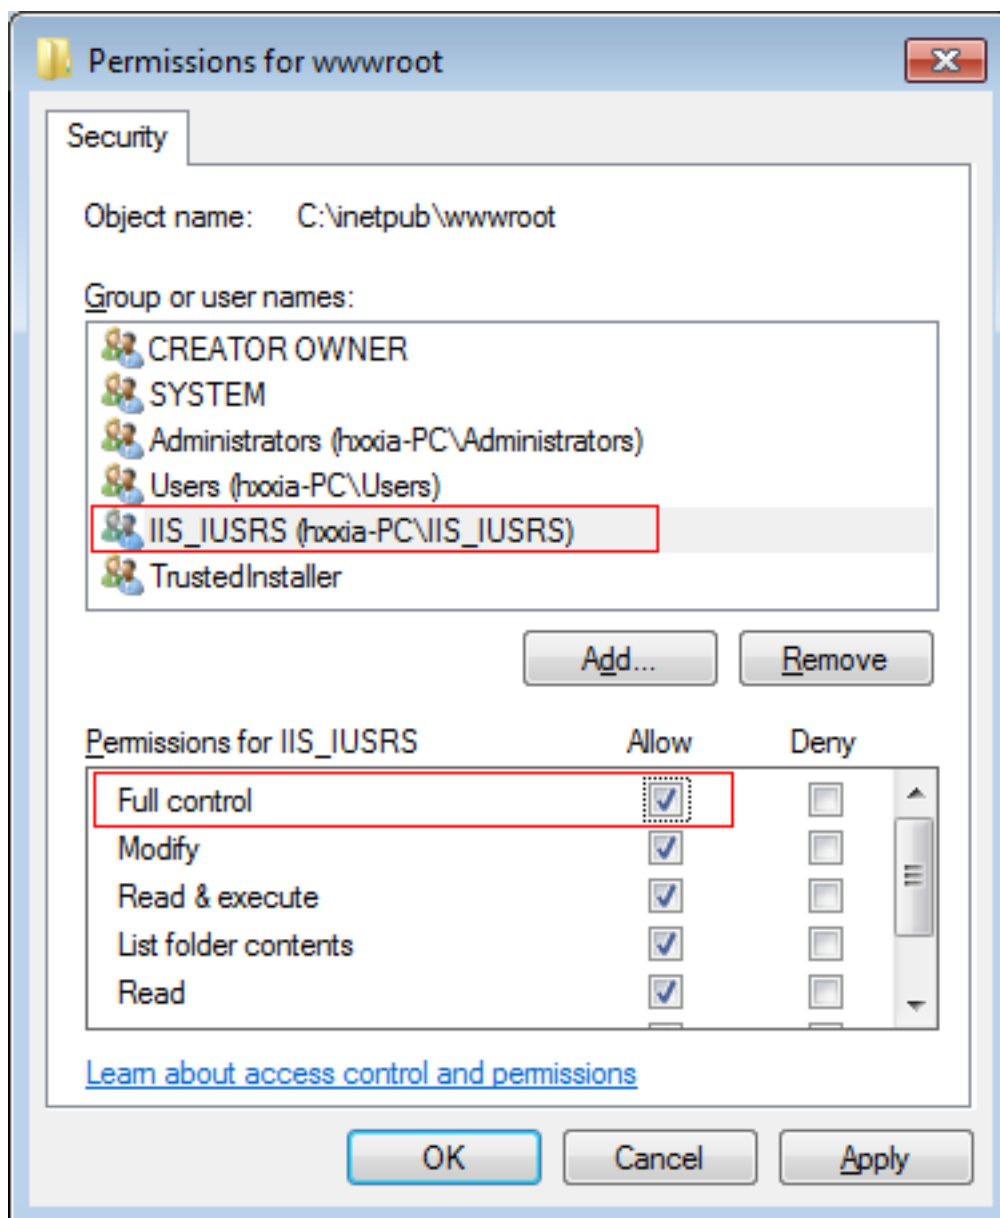 Permissions for wwwroot
Security
Object name: C:\inetpub\wwwroot
Group or user names:
CREATOR OWNER
SYSTEM
Administrators (hxxia-PC\Administrators)
Users (hxxia-PC\Users)
IIS_IUSRS (hxxia-PC\IIS_IUSRS)
TrustedInstaller
Add... Remove
Permissions for IIS_IUSRS Allow Deny
Full control
Modify
Read & execute
List folder contents
Read
Learn about access control and permissions
OK Cancel Apply